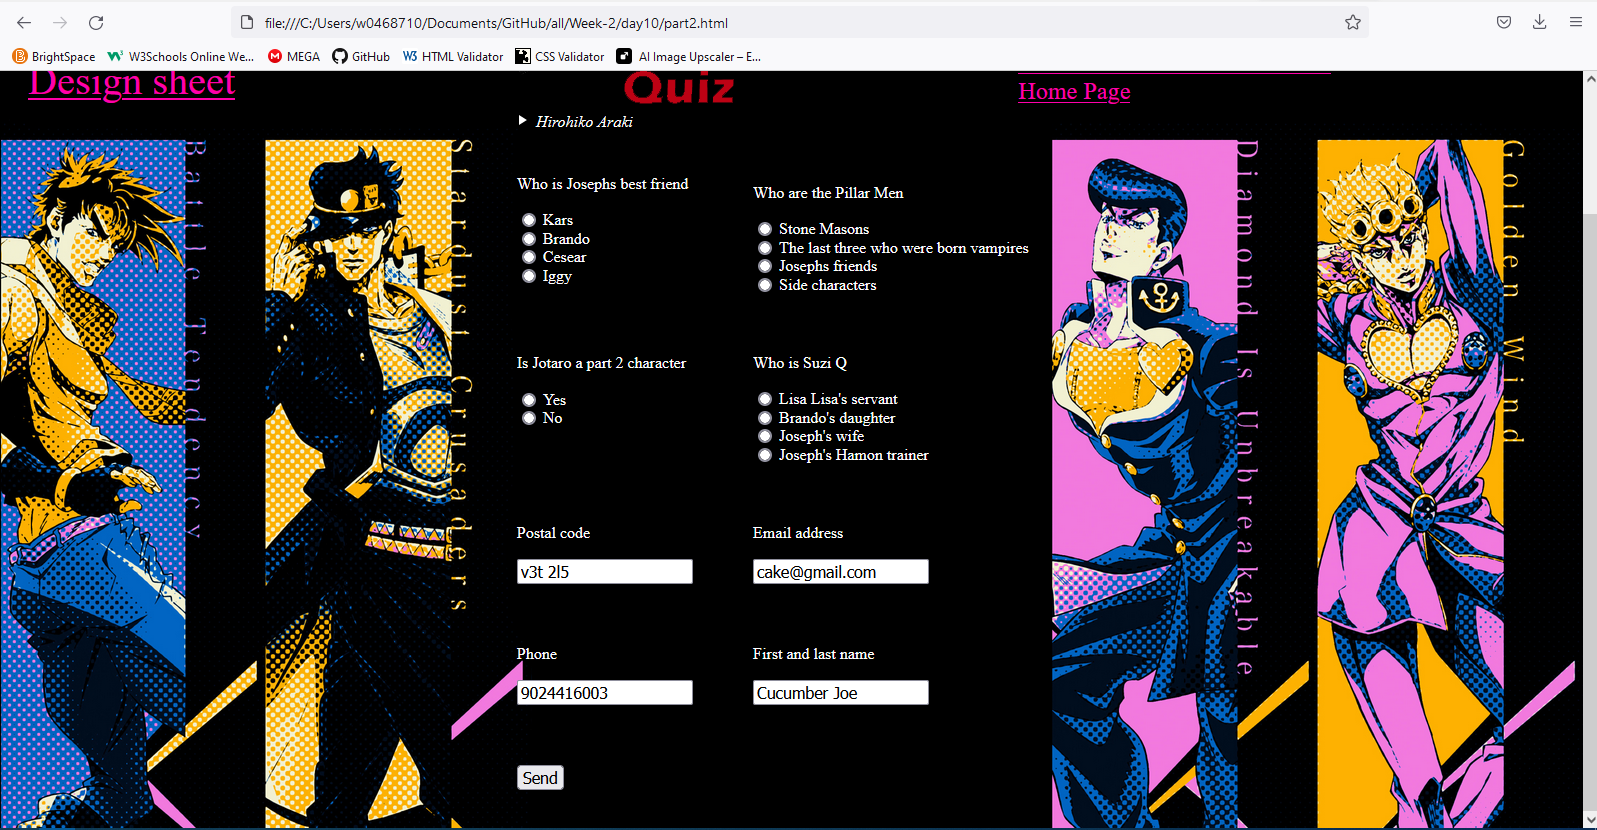 file:///C:/Users/w0468710/Documents/GitHub/all/Week-2/day10/part2.html
BrightSpace W3Schools Online We... MEGA GitHub HTML Validator CSS Validator AI Image Upscaler – E...
Design sheet
Quiz
Home Page
Hirohiko Araki
Battle Tendency
Stardust Crusaders
Who is Josephs best friend
Kars
Brando
Cesear
Iggy
Who are the Pillar Men
Stone Masons
The last three who were born vampires
Josephs friends
Side characters
Is Jotaro a part 2 character
Yes
No
Who is Suzi Q
Lisa Lisa's servant
Brando's daughter
Joseph's wife
Joseph's Hamon trainer
Postal code
v3t 2l5
Email address
cake@gmail.com
Phone
9024416003
First and last name
Cucumber Joe
Send
Diamond Is Unbreakable
Golden Wind